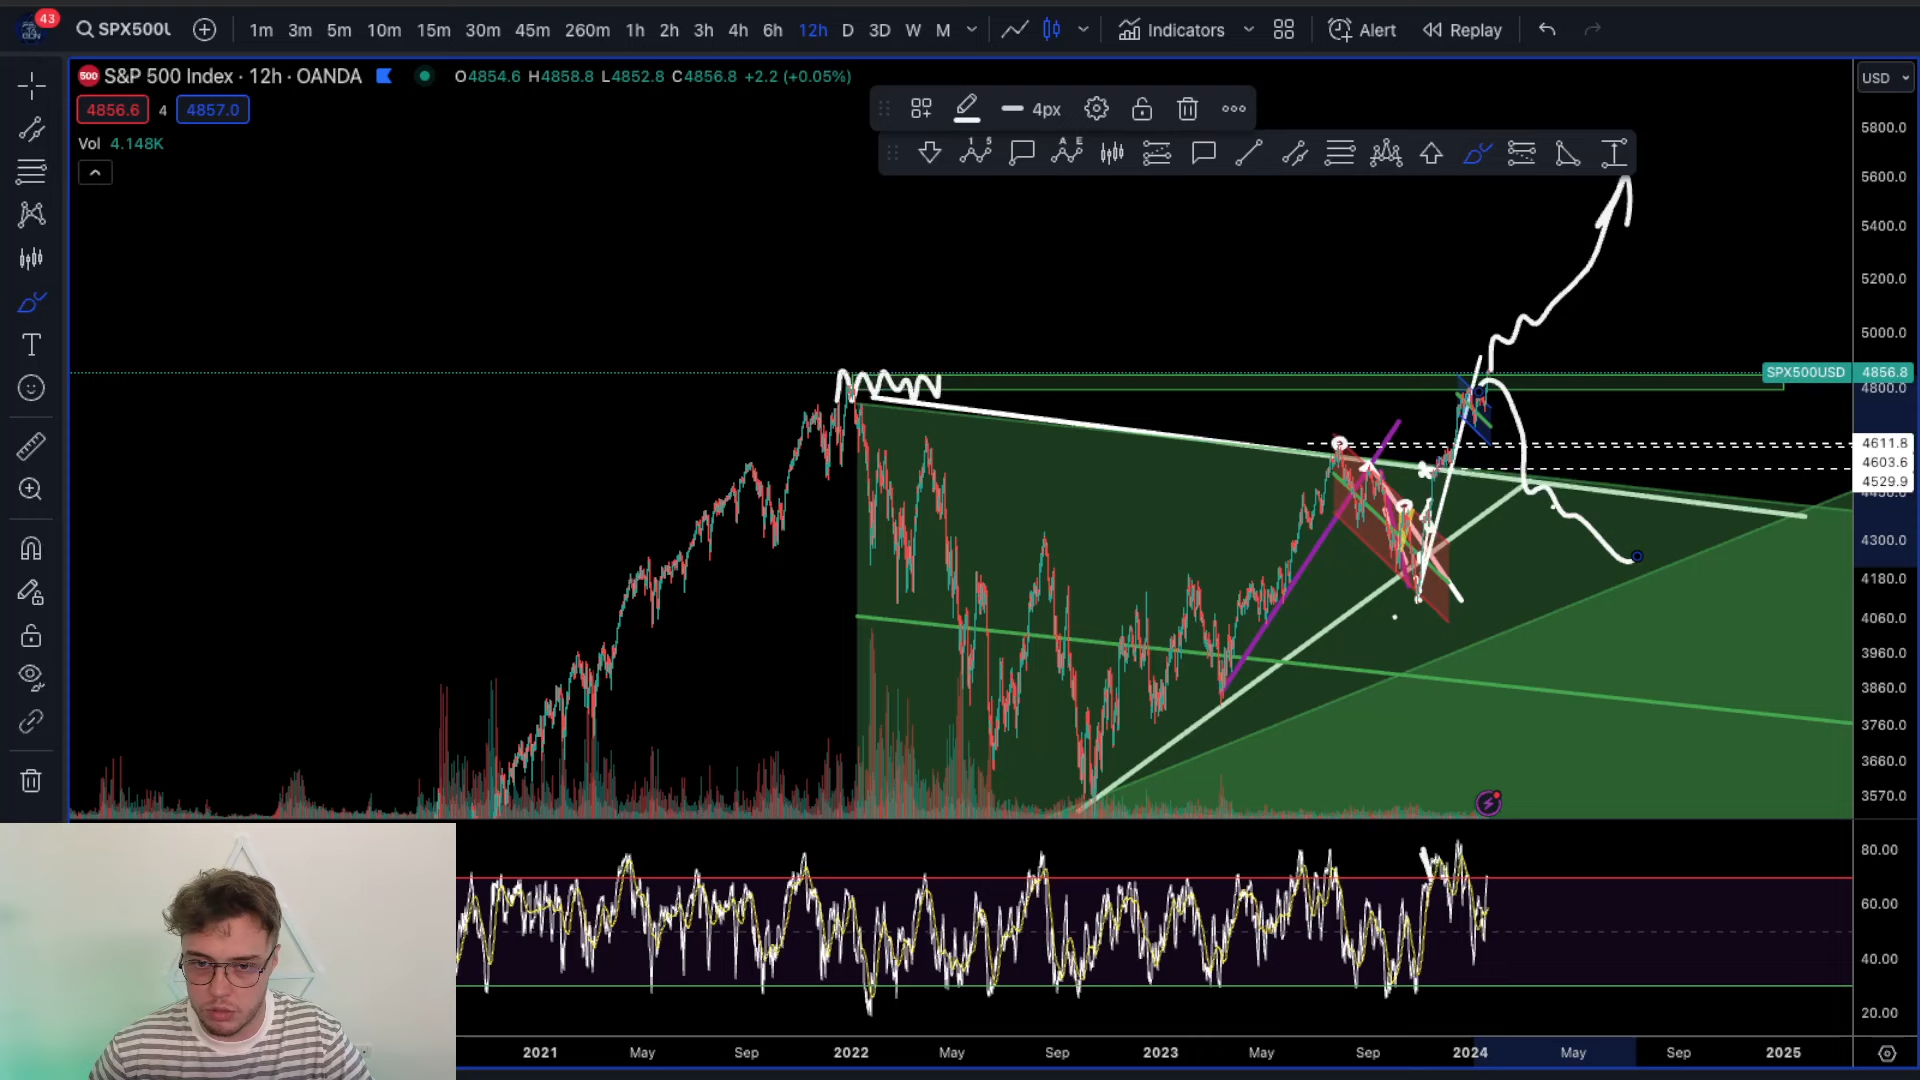 43 SPX500L 1m 3m 5m 10m 15m 30m 45m 260m 1h 2h 3h 4h 6h 12h D 3D W M Indicators Alert Replay
500 S&P 500 Index · 12h · OANDA O4854.6 H4858.8 L4852.8 C4856.8 +2.2 (+0.05%)
USD
4856.6 4 4857.0
4px
Vol 4.148K
1 5 A E
5800.0
5600.0
5400.0
5200.0
5000.0
SPX500USD 4856.8
4800.0
4611.8
4603.6
4529.9
4300.0
4180.0
4060.0
3960.0
3860.0
3760.0
3660.0
3570.0
80.00
60.00
40.00
20.00
2021 May Sep 2022 May Sep 2023 May Sep 2024 May Sep 2025